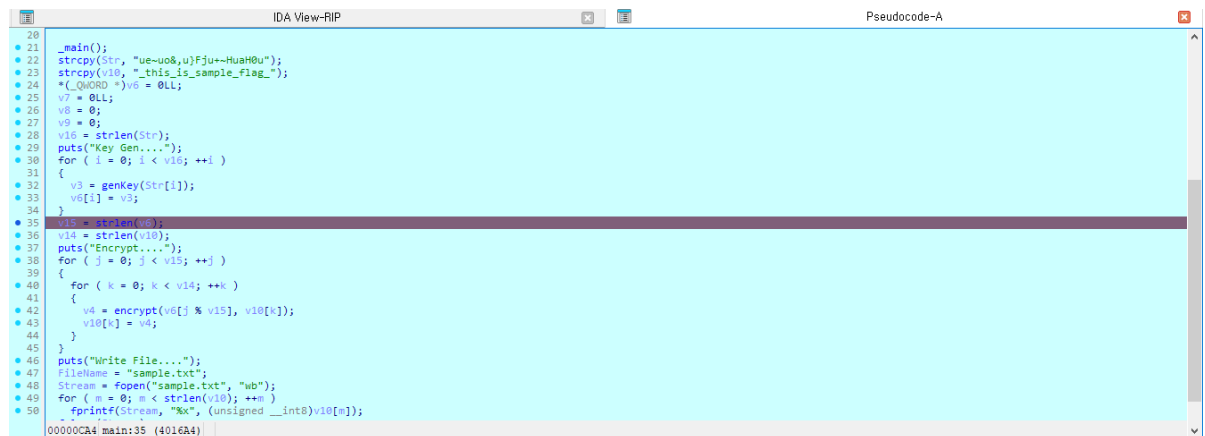 IDA View-RIP Pseudocode-A
20
21 _main();
22 strcpy(Str, "ue~uo&,u}Fju+~HuaH0u");
23 strcpy(v10, "_this_is_sample_flag_");
24 *(_QWORD *)v6 = 0LL;
25 v7 = 0LL;
26 v8 = 0;
27 v9 = 0;
28 v16 = strlen(Str);
29 puts("Key Gen....");
30 for ( i = 0; i < v16; ++i )
31 {
32 v3 = genKey(Str[i]);
33 v6[i] = v3;
34 }
35 v15 = strlen(v6);
36 v14 = strlen(v10);
37 puts("Encrypt....");
38 for ( j = 0; j < v15; ++j )
39 {
40 for ( k = 0; k < v14; ++k )
41 {
42 v4 = encrypt(v6[j % v15], v10[k]);
43 v10[k] = v4;
44 }
45 }
46 puts("Write File....");
47 FileName = "sample.txt";
48 Stream = fopen("sample.txt", "wb");
49 for ( m = 0; m < strlen(v10); ++m )
50 fprintf(Stream, "%x", (unsigned __int8)v10[m]);
00000CA4 main:35 (4016A4)